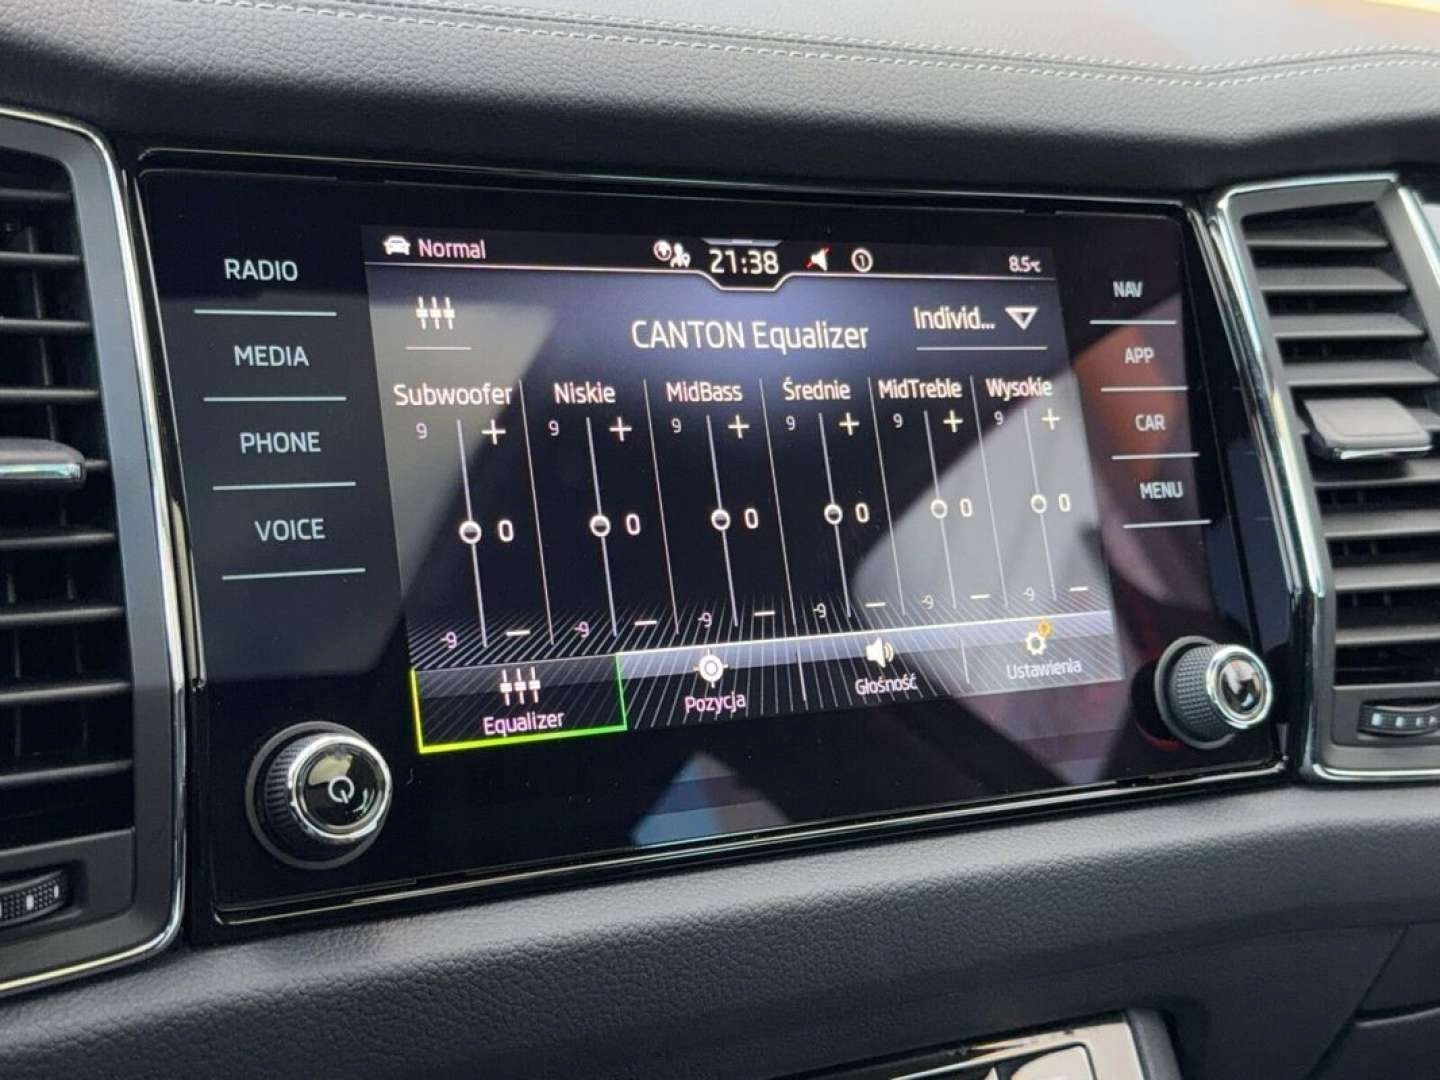 RADIO
MEDIA
PHONE
VOICE
Normal
21:38
1
8.5°C
CANTON Equalizer
Individ...
Subwoofer Niskie MidBass Średnie MidTreble Wysokie
9 + 9 + 9 + 9 + 9 + 9 +
0 0 0 0 0 0
-9 — -9 — -9 — -9 — -9 — -9 —
Equalizer Pozycja Głośność Ustawienia
NAV
APP
CAR
MENU